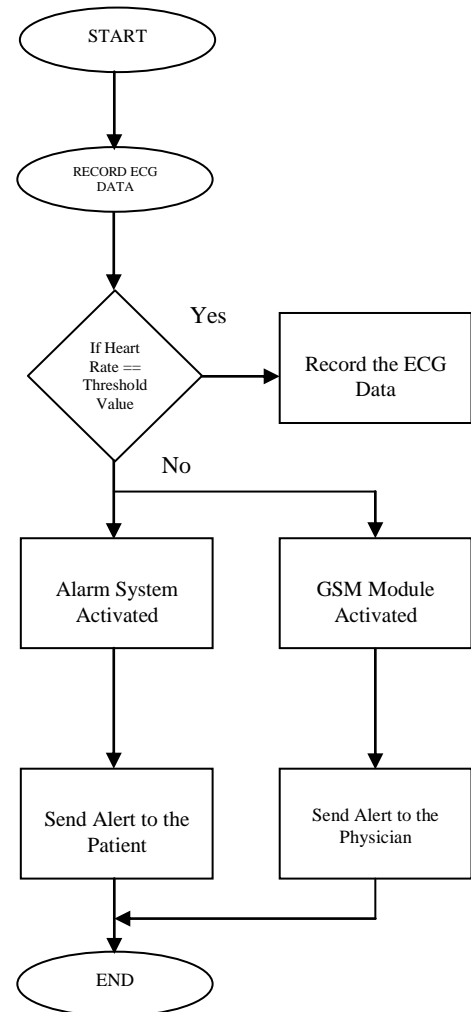 START
RECORD ECG
DATA
Yes
If Heart
Rate ==
Threshold
Value
Record the ECG
Data
No
Alarm System
Activated
GSM Module
Activated
Send Alert to the
Patient
Send Alert to the
Physician
END